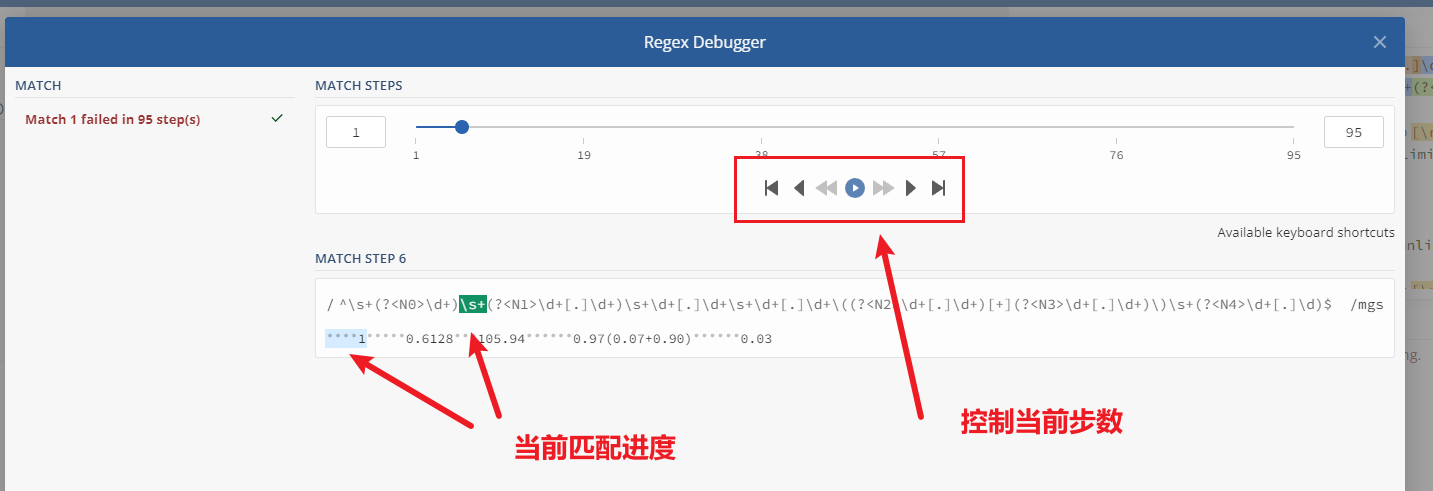 Regex Debugger
MATCH
Match 1 failed in 95 step(s)
MATCH STEPS
1
95
1 19 38 57 76 95
Available keyboard shortcuts
MATCH STEP 6
/ ^\s+(?<N0>\d+)\s+(?<N1>\d+[.]\d+)\s+\d+[.]\d+\s+\d+[.]\d+\((?<N2>\d+[.]\d+)[+](?<N3>\d+[.]\d+)\)\s+(?<N4>\d+[.]\d)$ /mgs
····1·····0.6128···105.94······0.97(0.07+0.90)······0.03
当前匹配进度
控制当前步数